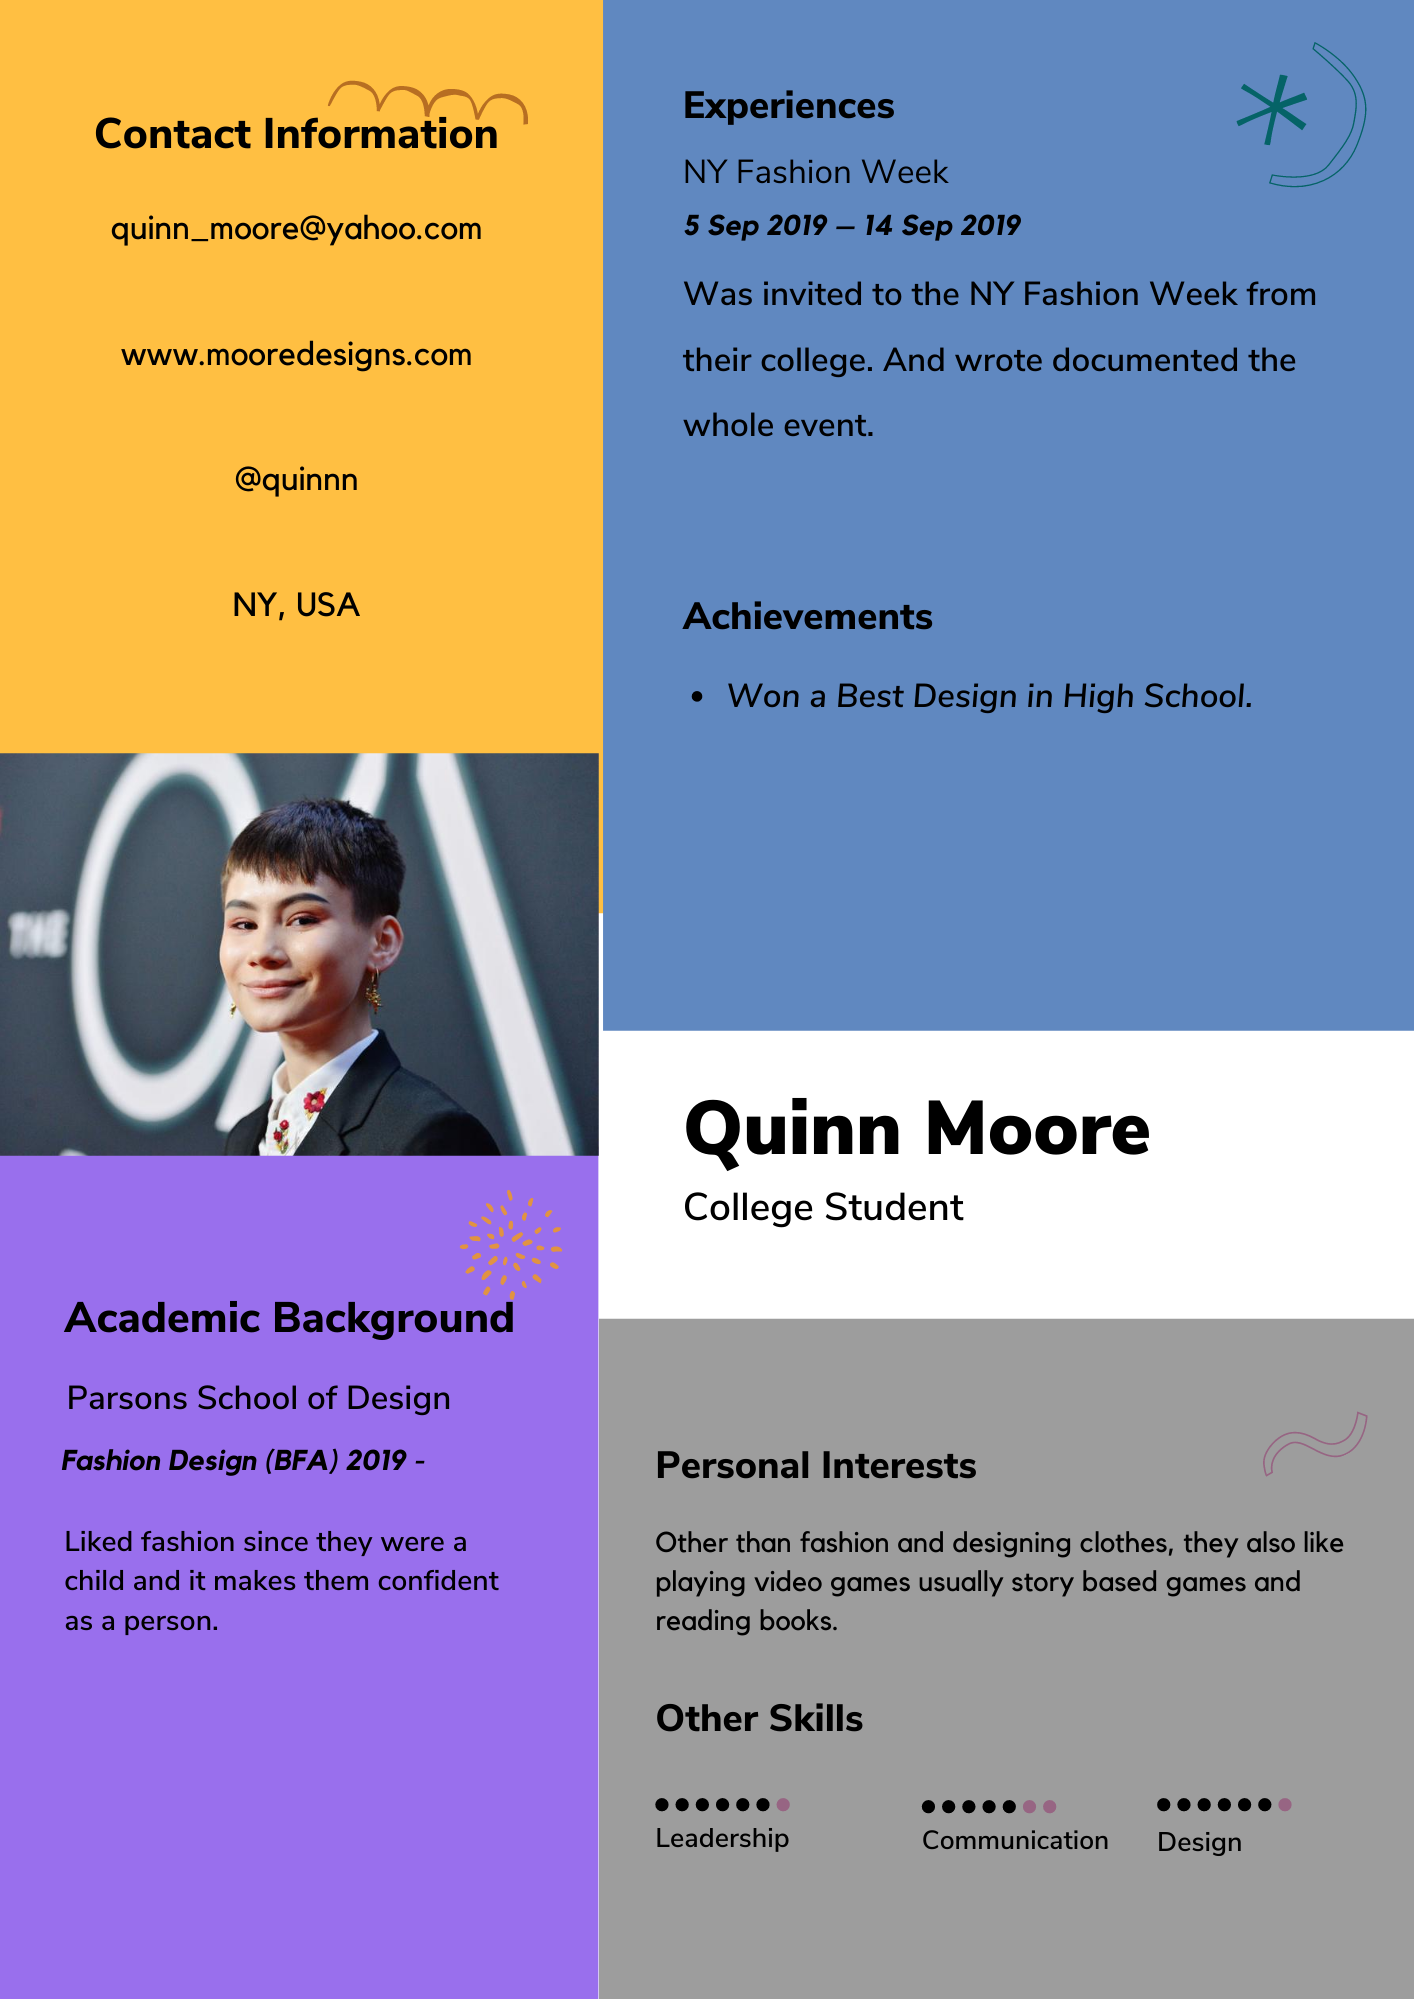 Contact Information
quinn_moore@yahoo.com
www.mooredesigns.com
@quinnn
NY, USA
Experiences
NY Fashion Week
5 Sep 2019 – 14 Sep 2019
Was invited to the NY Fashion Week from
their college. And wrote documented the
whole event.
Achievements
• Won a Best Design in High School.
THE
OA
Quinn Moore
College Student
Academic Background
Parsons School of Design
Fashion Design (BFA) 2019 -
Liked fashion since they were a
child and it makes them confident
as a person.
Personal Interests
Other than fashion and designing clothes, they also like
playing video games usually story based games and
reading books.
Other Skills
Leadership
Communication
Design